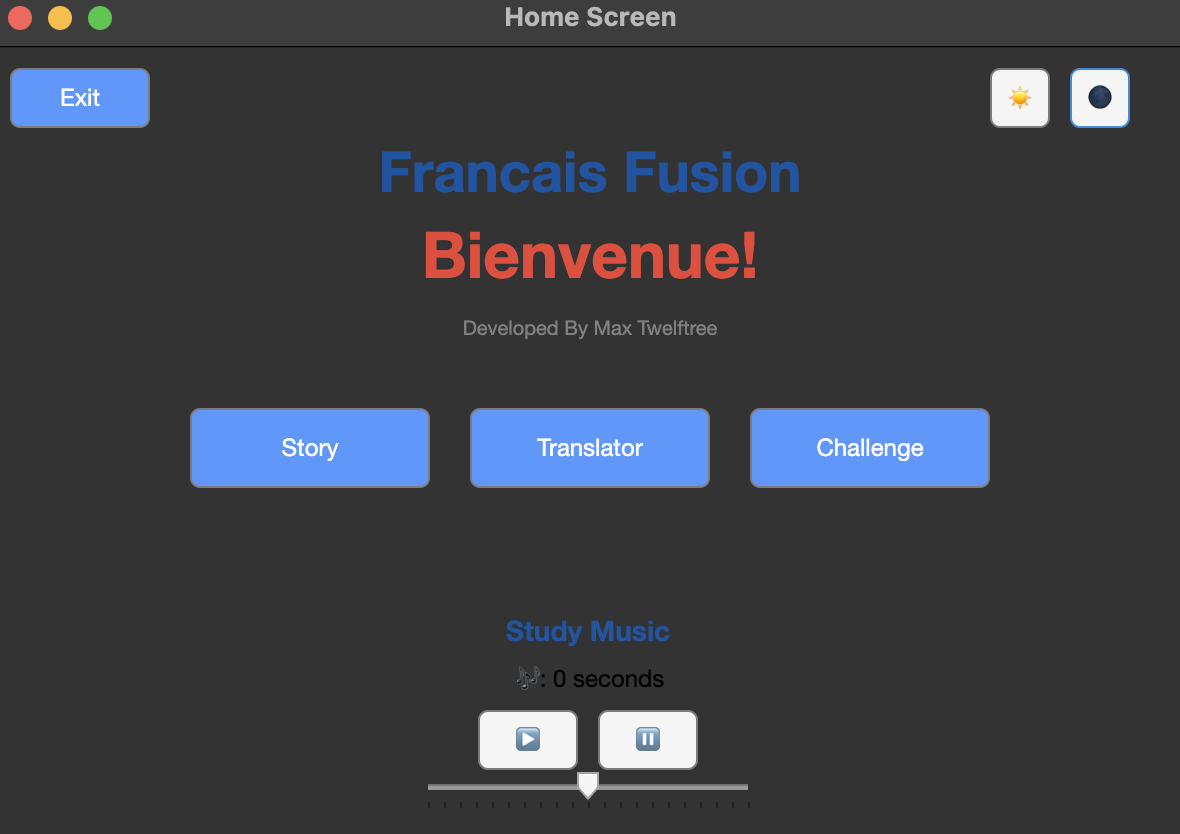 Home Screen
Exit
Francais Fusion
Bienvenue!
Developed By Max Twelftree
Story Translator Challenge
Study Music
🎶: 0 seconds